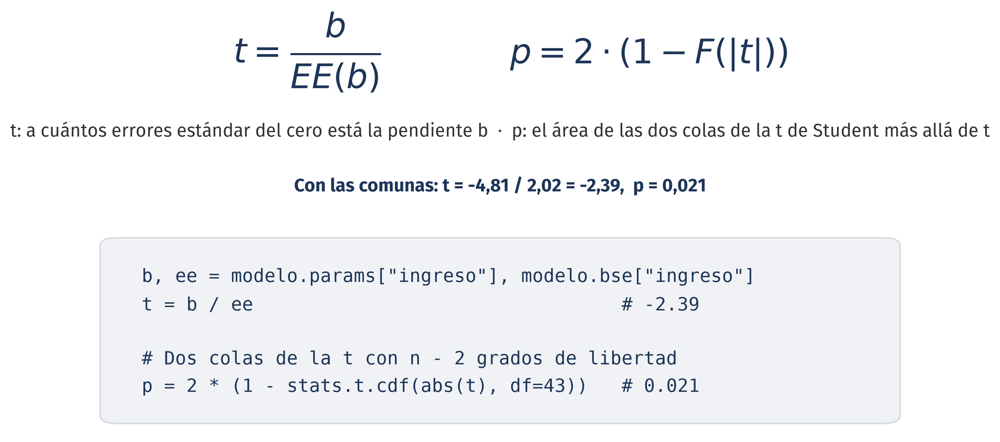 t = b / EE(b)    p = 2 · (1 − F(|t|))
t: a cuántos errores estándar del cero está la pendiente b · p: el área de las dos colas de la t de Student más allá de t
Con las comunas: t = -4,81 / 2,02 = -2,39, p = 0,021
b, ee = modelo.params["ingreso"], modelo.bse["ingreso"]
t = b / ee                                 # -2.39
# Dos colas de la t con n - 2 grados de libertad
p = 2 * (1 - stats.t.cdf(abs(t), df=43))   # 0.021